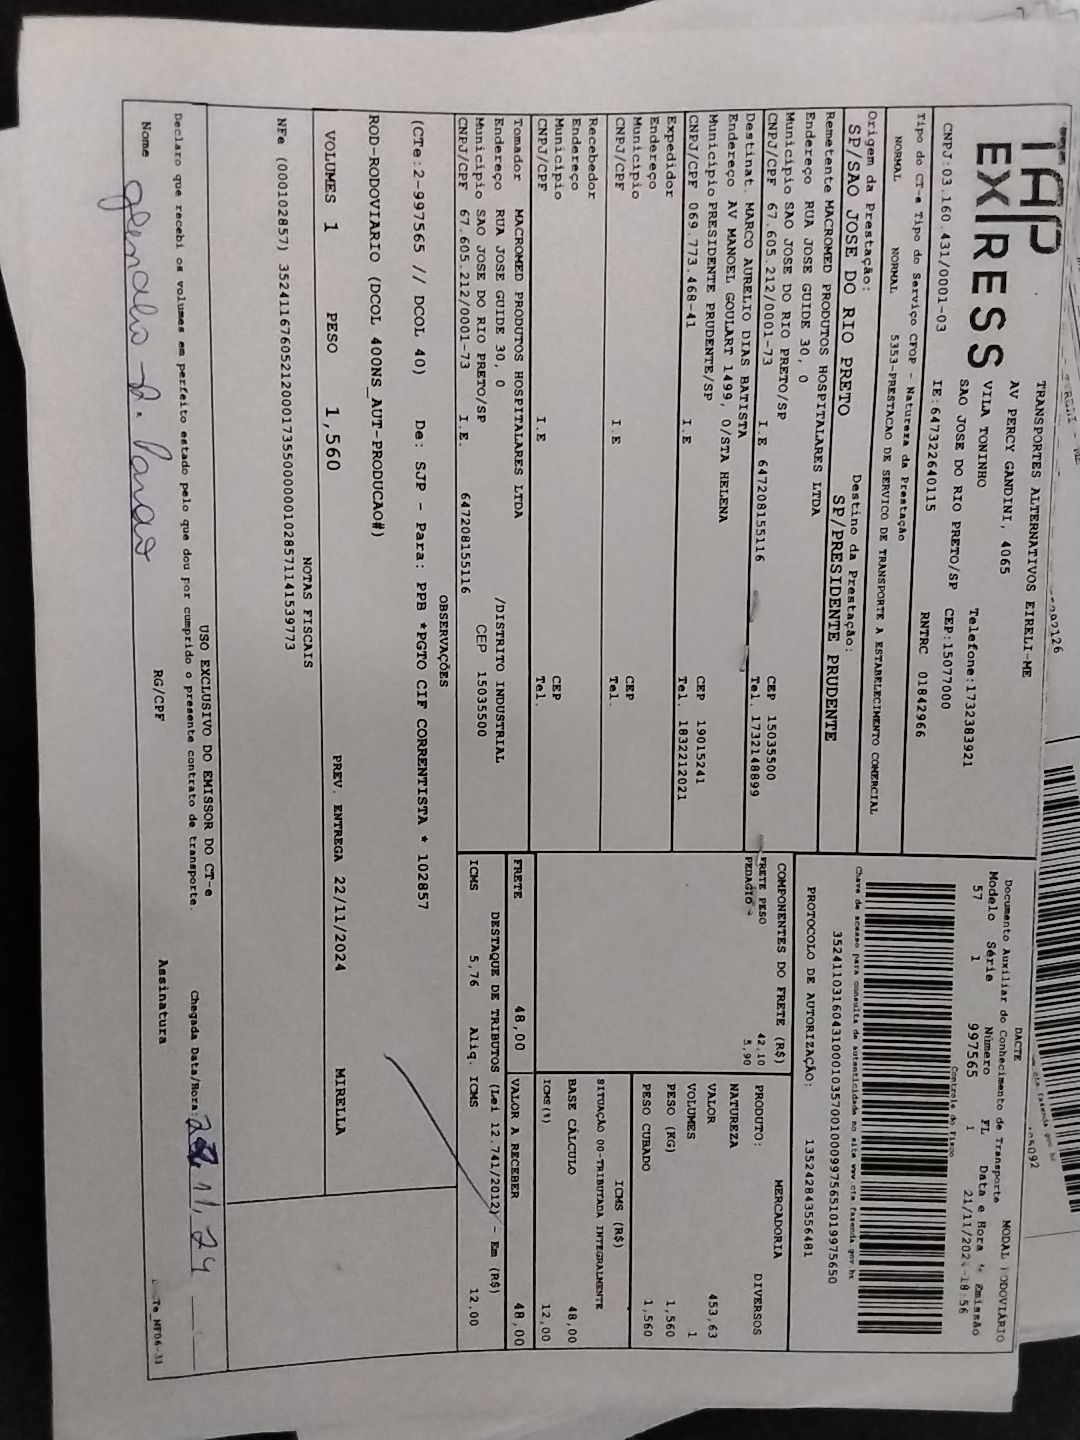 TAP
EXPRESS
TRANSPORTES ALTERNATIVOS EIRELI-ME
AV PERCY GANDINI, 4065
VILA TONINHO Telefone:1732383921
SAO JOSE DO RIO PRETO/SP CEP:15077000
CNPJ:03.160.431/0001-03 IE:647322640115 RNTRC 01842966
Tipo do CT-e Tipo do Serviço CFOP - Natureza da Prestação
NORMAL NORMAL 5353-PRESTACAO DE SERVICO DE TRANSPORTE A ESTABELECIMENTO COMERCIAL
Origem da Prestação: Destino da Prestação:
SP/SAO JOSE DO RIO PRETO SP/PRESIDENTE PRUDENTE
Remetente MACROMED PRODUTOS HOSPITALARES LTDA
Endereço RUA JOSE GUIDE 30, 0
Município SAO JOSE DO RIO PRETO/SP CEP 15035500
CNPJ/CPF 67.605.212/0001-73 I.E 647208155116 Tel. 1732148899
Destinat. MARCO AURELIO DIAS BATISTA
Endereço AV MANOEL GOULART 1499, 0/STA HELENA
Município PRESIDENTE PRUDENTE/SP CEP 19015241
CNPJ/CPF 069.773.468-41 I.E Tel. 1832212021
Expedidor
Endereço
Município CEP
CNPJ/CPF I.E Tel.
Recebedor
Endereço
Município CEP
CNPJ/CPF I.E Tel.
Tomador MACROMED PRODUTOS HOSPITALARES LTDA
Endereço RUA JOSE GUIDE 30, 0 /DISTRITO INDUSTRIAL
Município SAO JOSE DO RIO PRETO/SP CEP 15035500
CNPJ/CPF 67.605.212/0001-73 I.E. 647208155116
DACTE
Documento Auxiliar do Conhecimento de Transporte MODAL RODOVIÁRIO
Modelo Série Número FL Data e Hora de Emissão
57 1 997565 1 21/11/2024-18:56
Controle do Fisco
Chave de acesso para consulta de autenticidade no site www.cte.fazenda.gov.br
35241103160431000103570010009975651019975650
PROTOCOLO DE AUTORIZAÇÃO: 135242843556481
COMPONENTES DO FRETE (R$)
FRETE PESO 42,10
PEDAGIO 5,90
PRODUTO: MERCADORIA
NATUREZA DIVERSOS
VALOR 453,63
VOLUMES 1
PESO (KG) 1,560
PESO CUBADO 1,560
ICMS (R$)
SITUAÇÃO 00-TRIBUTADA INTEGRALMENTE
BASE CÁLCULO 48,00
ICMS(%) 12,00
FRETE 48,00 VALOR A RECEBER 48,00
DESTAQUE DE TRIBUTOS (Lei 12.741/2012) - Em (R$)
ICMS 5,76 Aliq. ICMS 12,00
OBSERVAÇÕES
(CTe:2-997565 // DCOL 40) De: SJP - Para: PPB *PGTO CIF CORRENTISTA * 102857
ROD-RODOVIARIO (DCOL 400NS_AUT-PRODUCAO#)
VOLUMES 1 PESO 1,560 PREV. ENTREGA 22/11/2024 MIRELLA
NOTAS FISCAIS
NFe (000102857) 35241167605212000173550000001028571141539773
USO EXCLUSIVO DO EMISSOR DO CT-e
Declaro que recebi os volumes em perfeito estado pelo que dou por cumprido o presente contrato de transporte. Chegada Data/Hora: 22,11,24
Nome RG/CPF Assinatura